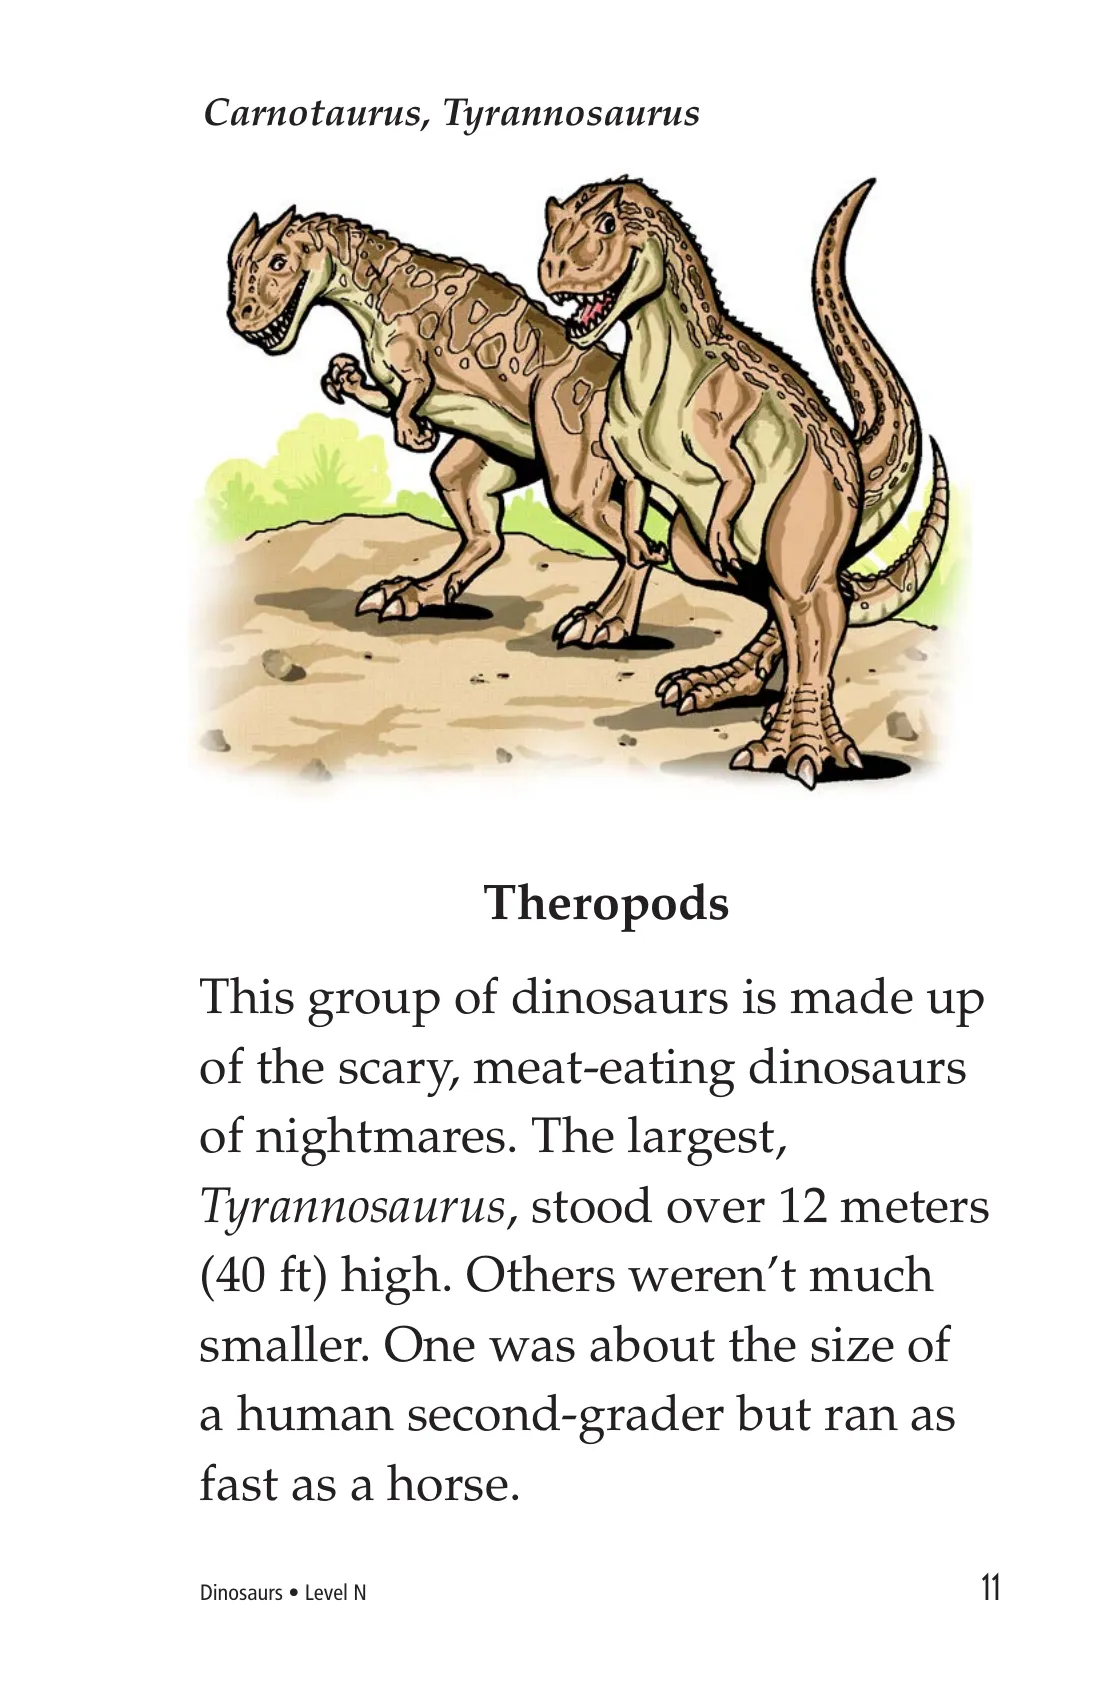 Carnotaurus, Tyrannosaurus
Theropods
This group of dinosaurs is made up
of the scary, meat-eating dinosaurs
of nightmares. The largest,
Tyrannosaurus, stood over 12 meters
(40 ft) high. Others weren’t much
smaller. One was about the size of
a human second-grader but ran as
fast as a horse.
Dinosaurs • Level N
11